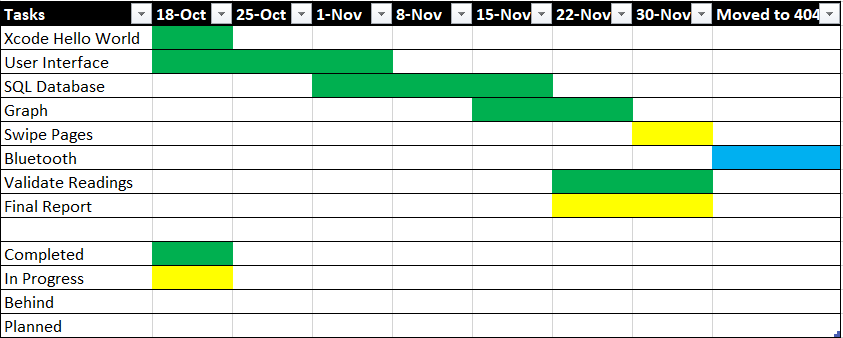 Tasks 18-Oct 25-Oct 1-Nov 8-Nov 15-Nov 22-Nov 30-Nov Moved to 404
Xcode Hello World
User Interface
SQL Database
Graph
Swipe Pages
Bluetooth
Validate Readings
Final Report
Completed
In Progress
Behind
Planned